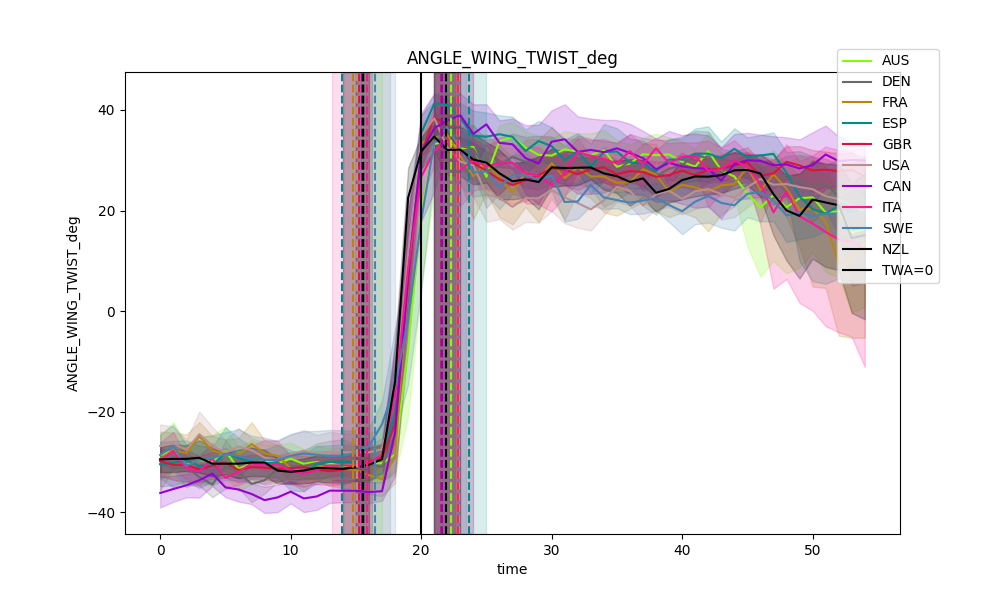 ANGLE_WING_TWIST_deg
AUS
DEN
FRA
ESP
GBR
USA
CAN
ITA
SWE
NZL
TWA=0
ANGLE_WING_TWIST_deg
40
20
0
−20
−40
0 10 20 30 40 50
time